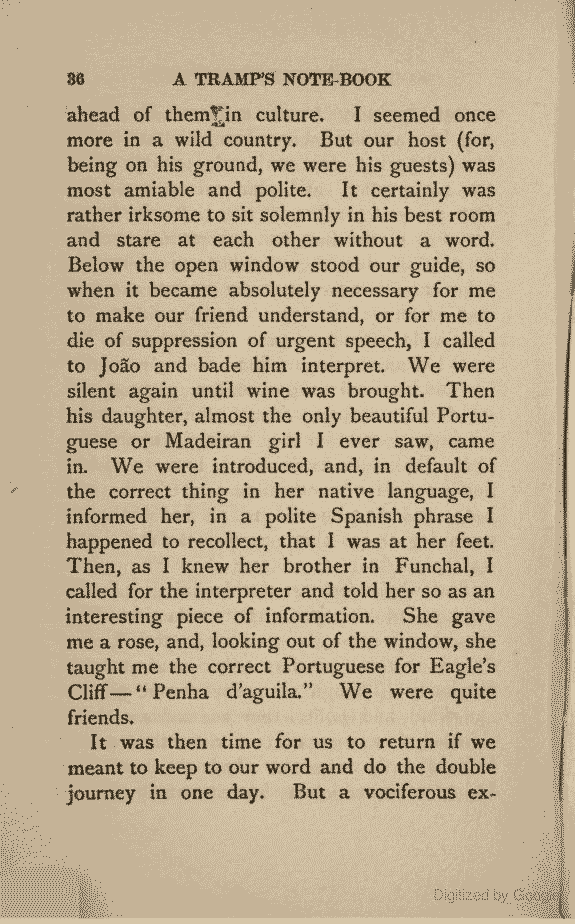 36 A TRAMP'S NOTE-BOOK
ahead of them in culture. I seemed once
more in a wild country. But our host (for,
being on his ground, we were his guests) was
most amiable and polite. It certainly was
rather irksome to sit solemnly in his best room
and stare at each other without a word.
Below the open window stood our guide, so
when it became absolutely necessary for me
to make our friend understand, or for me to
die of suppression of urgent speech, I called
to João and bade him interpret. We were
silent again until wine was brought. Then
his daughter, almost the only beautiful Portu-
guese or Madeiran girl I ever saw, came
in. We were introduced, and, in default of
the correct thing in her native language, I
informed her, in a polite Spanish phrase I
happened to recollect, that I was at her feet.
Then, as I knew her brother in Funchal, I
called for the interpreter and told her so as an
interesting piece of information. She gave
me a rose, and, looking out of the window, she
taught me the correct Portuguese for Eagle's
Cliff—"Penha d'aguila." We were quite
friends.
It was then time for us to return if we
meant to keep to our word and do the double
journey in one day. But a vociferous ex-
Digitized by Google